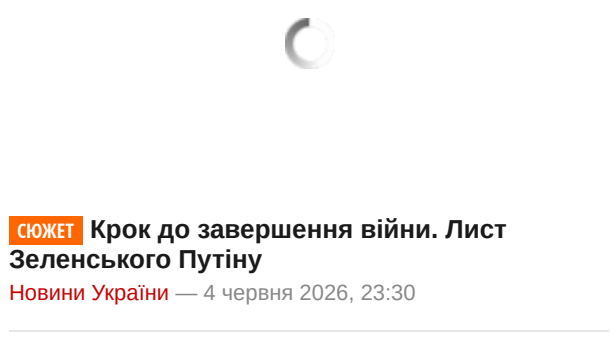 СЮЖЕТ Крок до завершення війни. Лист
Зеленського Путіну
Новини України — 4 червня 2026, 23:30